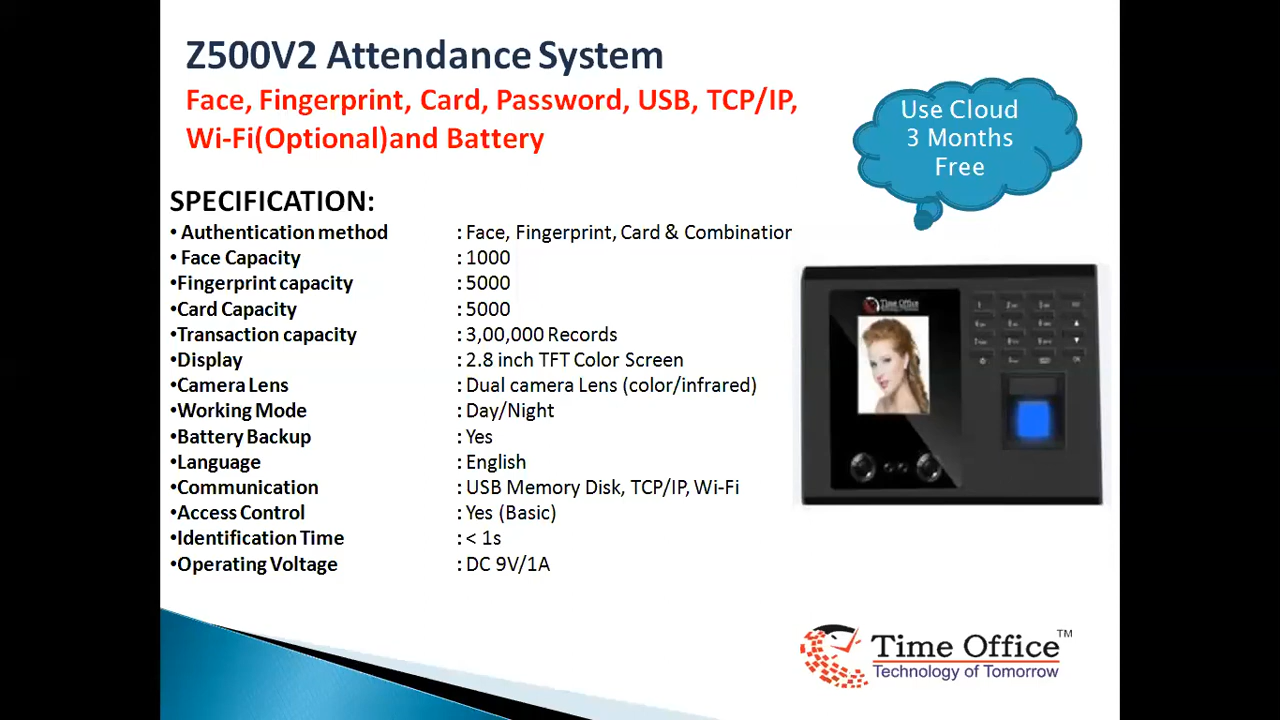 Z500V2 Attendance System
Face, Fingerprint, Card, Password, USB, TCP/IP,
Wi-Fi(Optional)and Battery
Use Cloud
3 Months
Free
SPECIFICATION:
• Authentication method : Face, Fingerprint, Card & Combination
• Face Capacity : 1000
•Fingerprint capacity : 5000
•Card Capacity : 5000
•Transaction capacity : 3,00,000 Records
•Display : 2.8 inch TFT Color Screen
•Camera Lens : Dual camera Lens (color/infrared)
•Working Mode : Day/Night
•Battery Backup : Yes
•Language : English
•Communication : USB Memory Disk, TCP/IP, Wi-Fi
•Access Control : Yes (Basic)
•Identification Time : < 1s
•Operating Voltage : DC 9V/1A
Time Office
Time Office™
Technology of Tomorrow